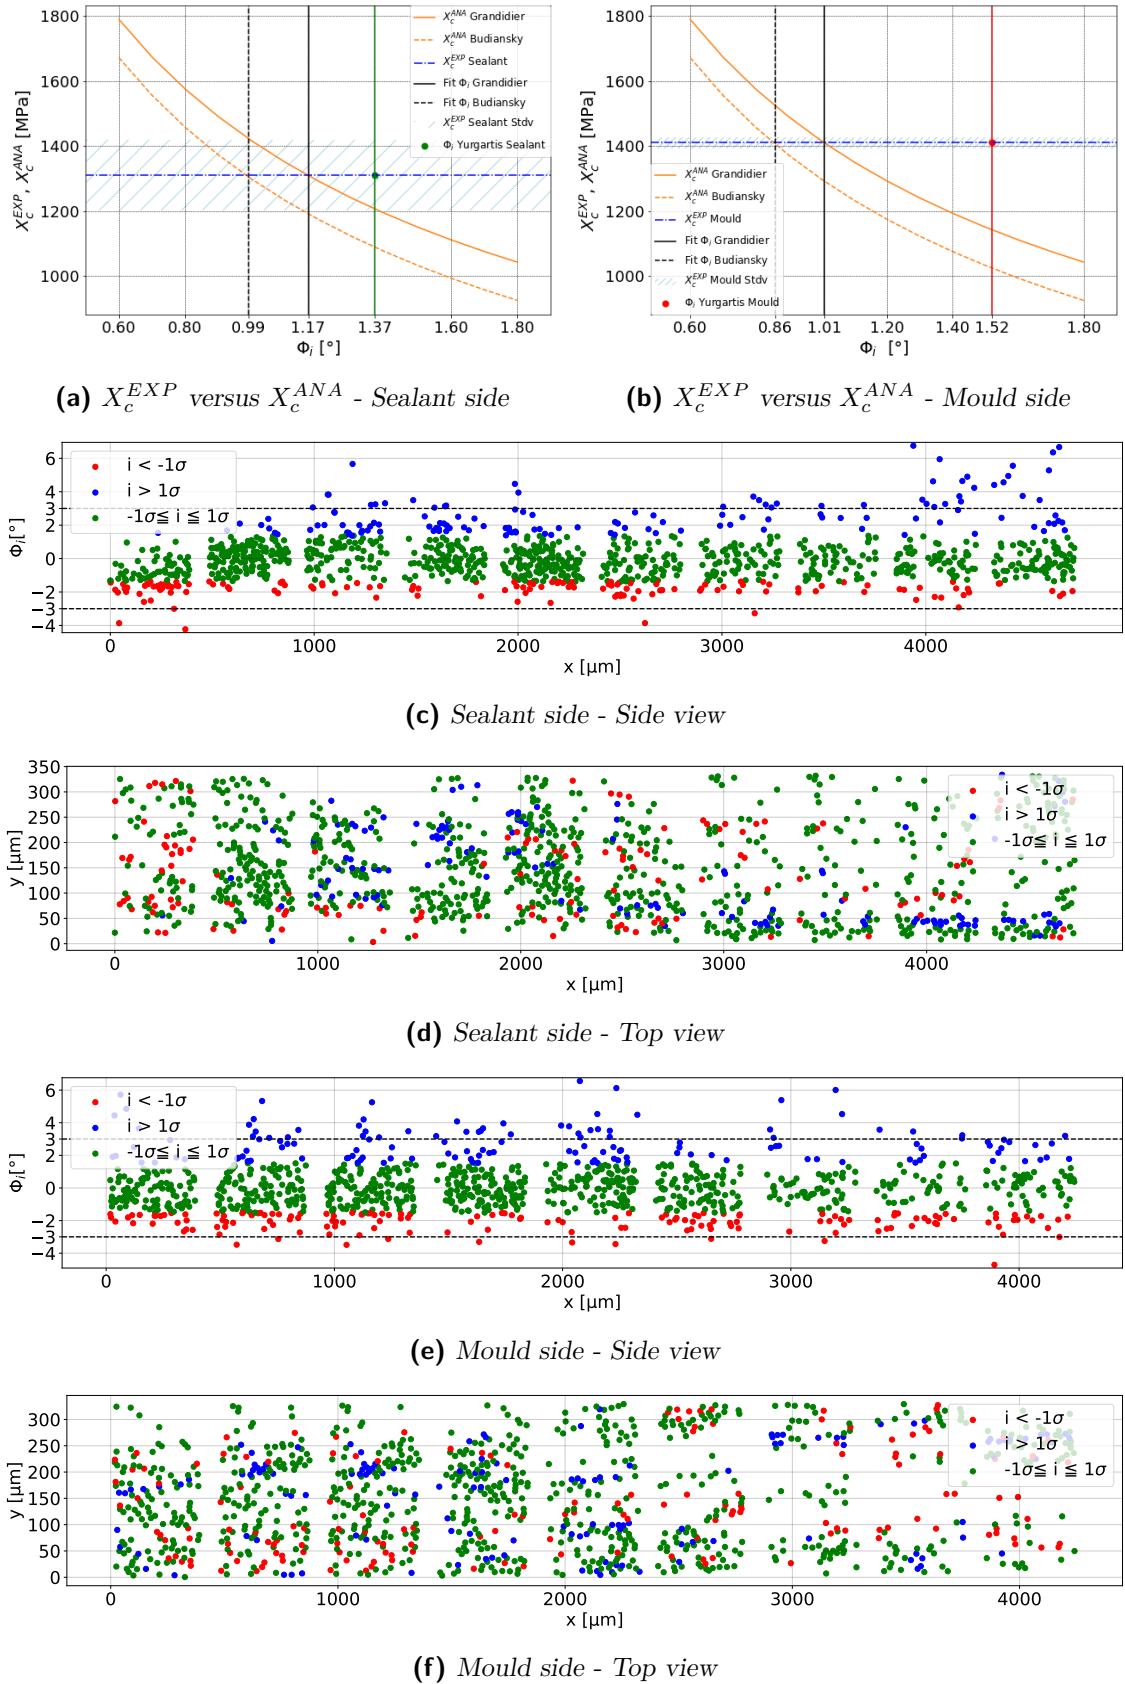 1800
1600
1400
1200
1000
X_c^EXP, X_c^ANA [MPa]
X_c^ANA Grandidier
X_c^ANA Budiansky
X_c^EXP Sealant
Fit Φ_i Grandidier
Fit Φ_i Budiansky
X_c^EXP Sealant Stdv
Φ_i Yurgartis Sealant
0.60 0.80 0.99 1.17 1.37 1.60 1.80
Φ_i [°]
(a) X_c^EXP versus X_c^ANA - Sealant side
1800
1600
1400
1200
1000
X_c^EXP, X_c^ANA [MPa]
X_c^ANA Grandidier
X_c^ANA Budiansky
X_c^EXP Mould
Fit Φ_i Grandidier
Fit Φ_i Budiansky
X_c^EXP Mould Stdv
Φ_i Yurgartis Mould
0.60 0.86 1.01 1.20 1.40 1.52 1.80
Φ_i [°]
(b) X_c^EXP versus X_c^ANA - Mould side
6
4
3
2
0
−2
−3
−4
Φ_i[°]
i < -1σ
i > 1σ
-1σ≦ i ≦ 1σ
0 1000 2000 3000 4000
x [μm]
(c) Sealant side - Side view
350
300
250
200
150
100
50
0
y [μm]
i < -1σ
i > 1σ
-1σ≦ i ≦ 1σ
0 1000 2000 3000 4000
x [μm]
(d) Sealant side - Top view
6
4
3
2
0
−2
−3
−4
Φ_i[°]
i < -1σ
i > 1σ
-1σ≦ i ≦ 1σ
0 1000 2000 3000 4000
x [μm]
(e) Mould side - Side view
300
250
200
150
100
50
0
y [μm]
i < -1σ
i > 1σ
-1σ≦ i ≦ 1σ
0 1000 2000 3000 4000
x [μm]
(f) Mould side - Top view